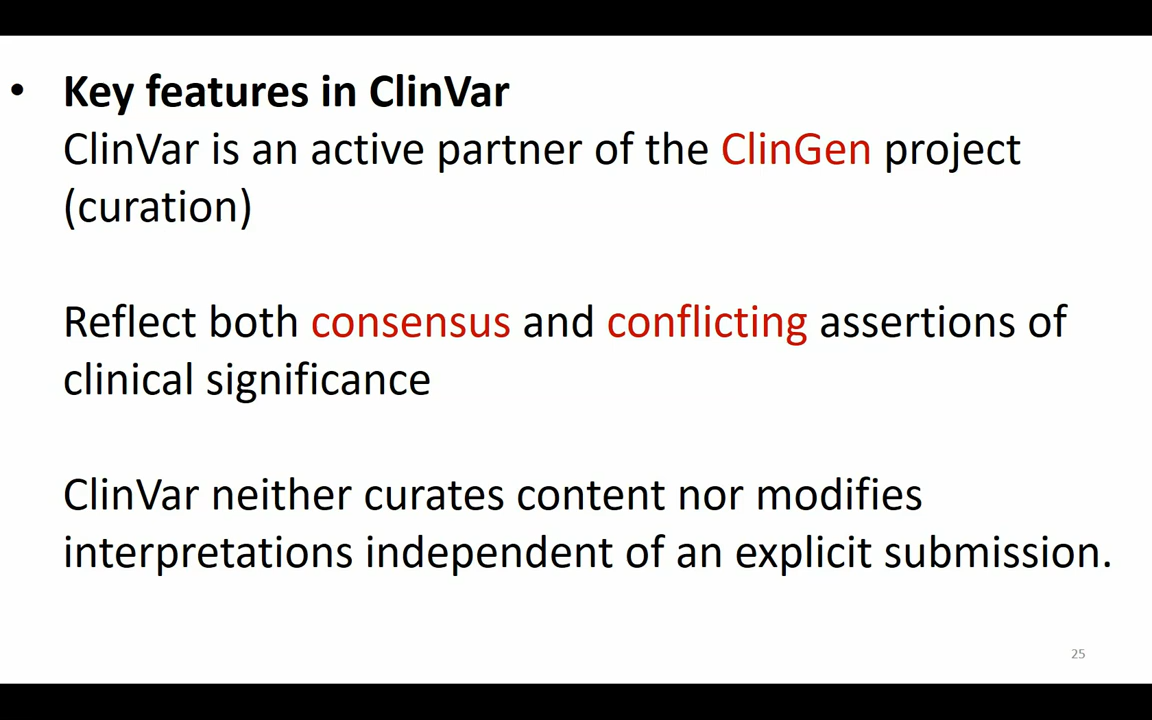 • Key features in ClinVar
ClinVar is an active partner of the ClinGen project
(curation)
Reflect both consensus and conflicting assertions of
clinical significance
ClinVar neither curates content nor modifies
interpretations independent of an explicit submission.
25